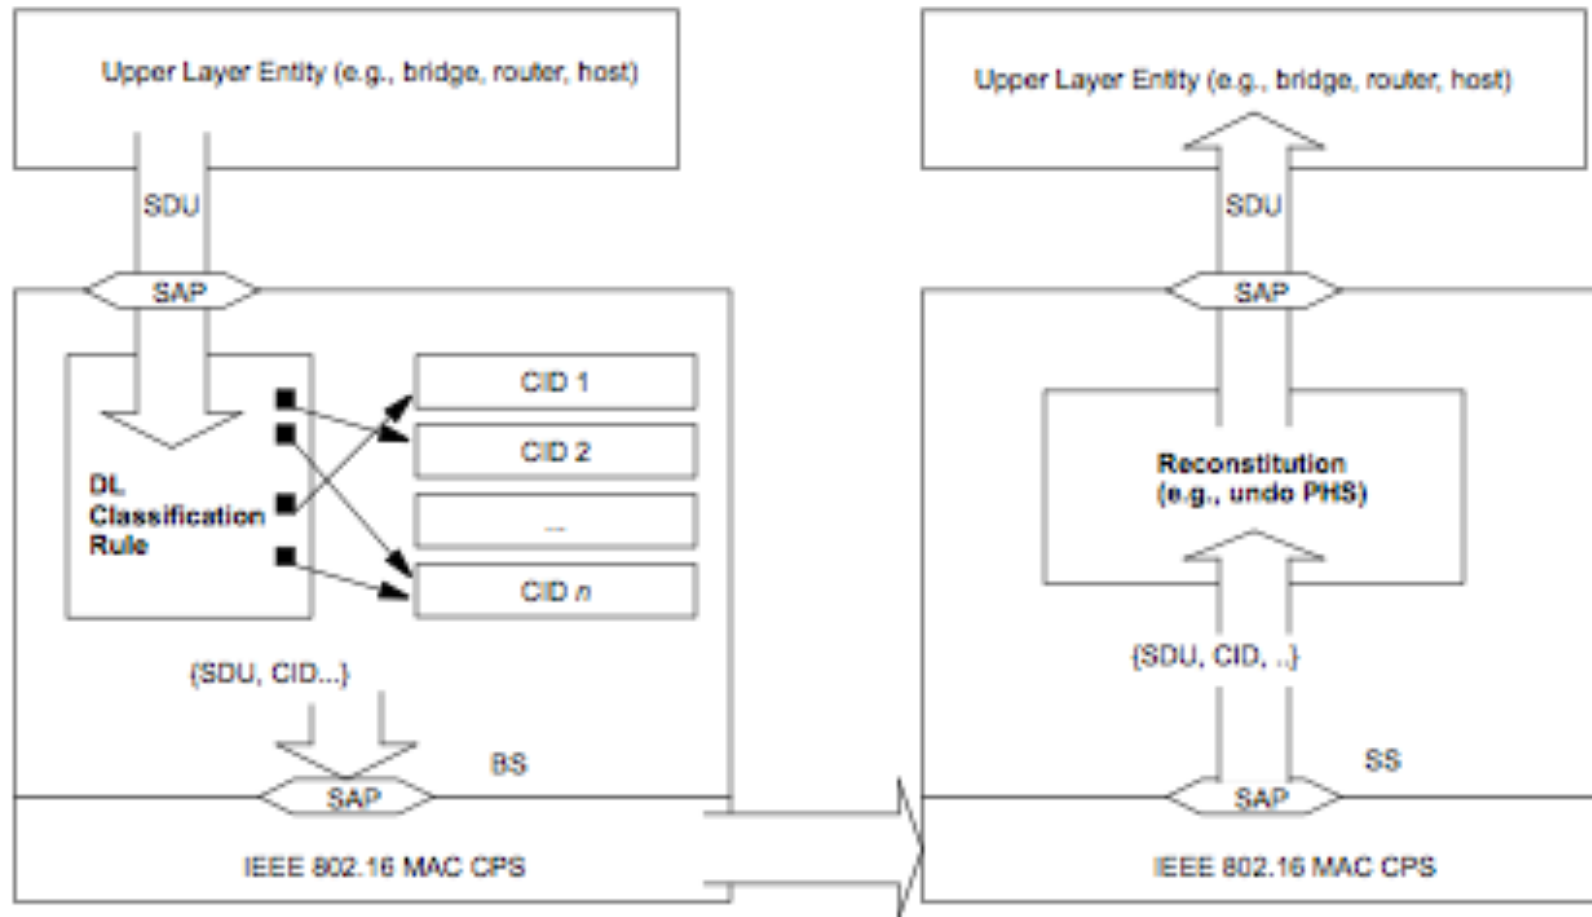 Upper Layer Entity (e.g., bridge, router, host)
SDU
SAP
DL
Classification
Rule
CID 1
CID 2
...
CID n
{SDU, CID...}
BS
SAP
IEEE 802.16 MAC CPS
Upper Layer Entity (e.g., bridge, router, host)
SDU
SAP
Reconstitution
(e.g., undo PHS)
{SDU, CID, ..}
SS
SAP
IEEE 802.16 MAC CPS